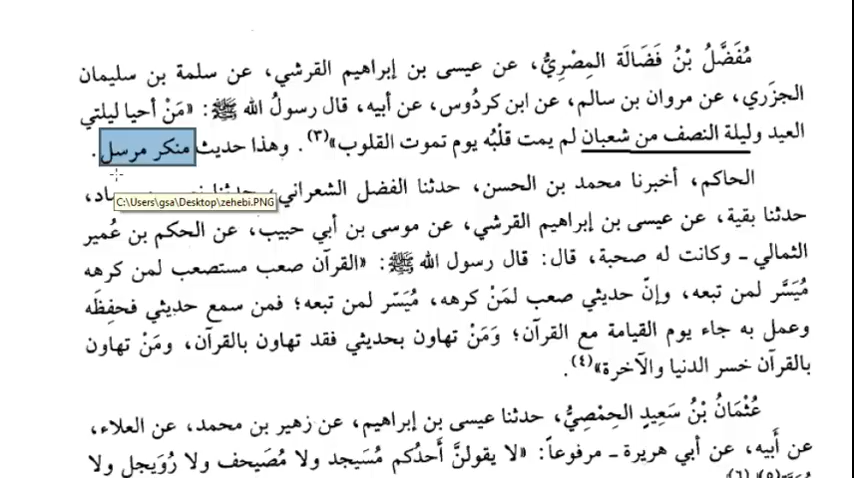 مُفَضَّلُ بْنُ فَضَالَة المِصْرِيُّ، عن عيسى بن إبراهيم القرشي، عن سلمة بن سليمان
الجزَري، عن مروان بن سالم، عن ابن كردُوس، عن أبيه، قال رسولُ الله ﷺ: «مَنْ أحيا ليلتي
العيد وليلة النصف من شعبان لم يمت قلْبُه يوم تموت القلوب»(٣). وهذا حديث منكر مرسل.
الحاكم، أخبرنا محمد بن الحسن، حدثنا الفضل الشعراني، حدثنا
C:\Users\gsa\Desktop\zehebi.PNG
حدثنا بقية، عن عيسى بن إبراهيم القرشي، عن موسى بن أبي حبيب، عن الحكم بن عُمير
الثمالي - وكانت له صحبة، قال: قال رسول الله ﷺ: «القرآن صعب مستصعب لمن كرهه
مُيَسَّر لمن تبعه، وإنّ حديثي صعب لمَنْ كرهه، مُيَسّر لمن تبعه؛ فمن سمع حديثي فحفِظَه
وعمل به جاء يوم القيامة مع القرآن؛ وَمَنْ تهاون بحديثي فقد تهاون بالقرآن، ومَنْ تهاون
بالقرآن خسر الدنيا والآخرة»(٤).
عُثْمَانُ بْنُ سَعِيدٍ الحِمْصِيُّ، حدثنا عيسى بن إبراهيم، عن زهير بن محمد، عن العلاء،
عن أَبيه، عن أبي هريرة - مرفوعاً: «لا يقولنَّ أَحدُكم مُسَيجد ولا مُصَيحف ولا رُوَيجل ولا